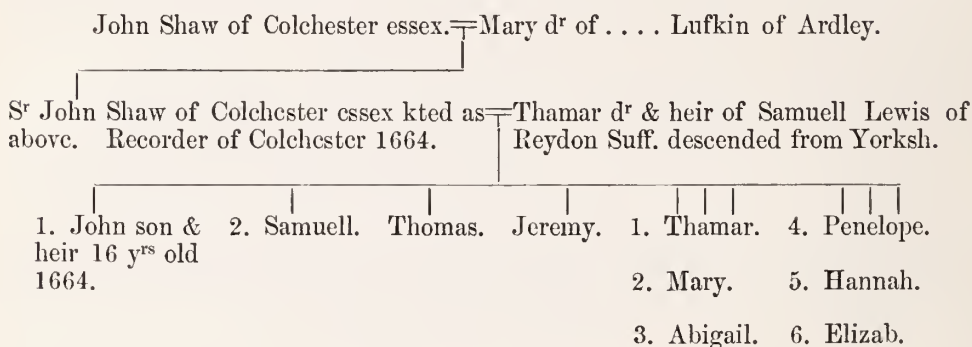 John Shaw of Colchester essex.=Mary dʳ of .... Lufkin of Ardley.
Sʳ John Shaw of Colchester essex kted as=Thamar dʳ & heir of Samuell Lewis of
above. Recorder of Colchester 1664. Reydon Suff. descended from Yorksh.
1. John son & 2. Samuell. Thomas. Jeremy. 1. Thamar. 4. Penelope.
heir 16 yʳˢ old
1664.
2. Mary. 5. Hannah.
3. Abigail. 6. Elizab.